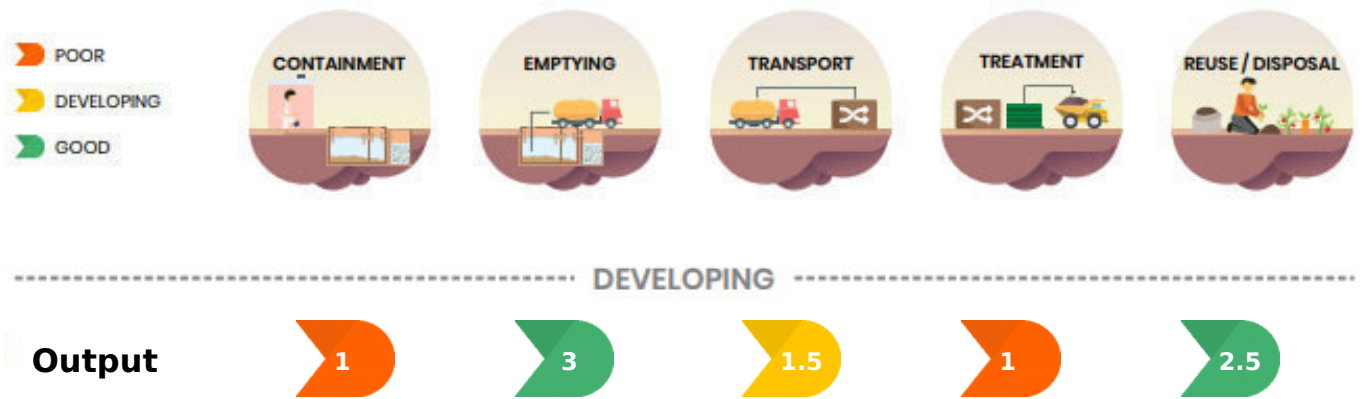 POOR
DEVELOPING
GOOD
CONTAINMENT
EMPTYING
TRANSPORT
TREATMENT
REUSE / DISPOSAL
DEVELOPING
Output 1 3 1.5 1 2.5